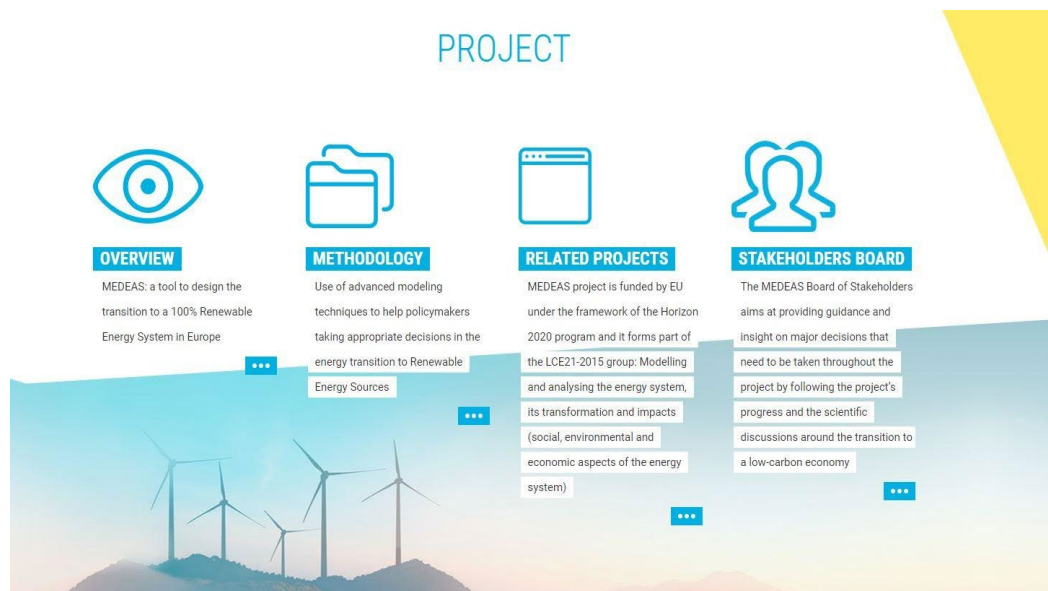 PROJECT
OVERVIEW
MEDEAS: a tool to design the
transition to a 100% Renewable
Energy System in Europe
METHODOLOGY
Use of advanced modeling
techniques to help policymakers
taking appropriate decisions in the
energy transition to Renewable
Energy Sources
RELATED PROJECTS
MEDEAS project is funded by EU
under the framework of the Horizon
2020 program and it forms part of
the LCE21-2015 group: Modelling
and analysing the energy system,
its transformation and impacts
(social, environmental and
economic aspects of the energy
system)
STAKEHOLDERS BOARD
The MEDEAS Board of Stakeholders
aims at providing guidance and
insight on major decisions that
need to be taken throughout the
project by following the project's
progress and the scientific
discussions around the transition to
a low-carbon economy